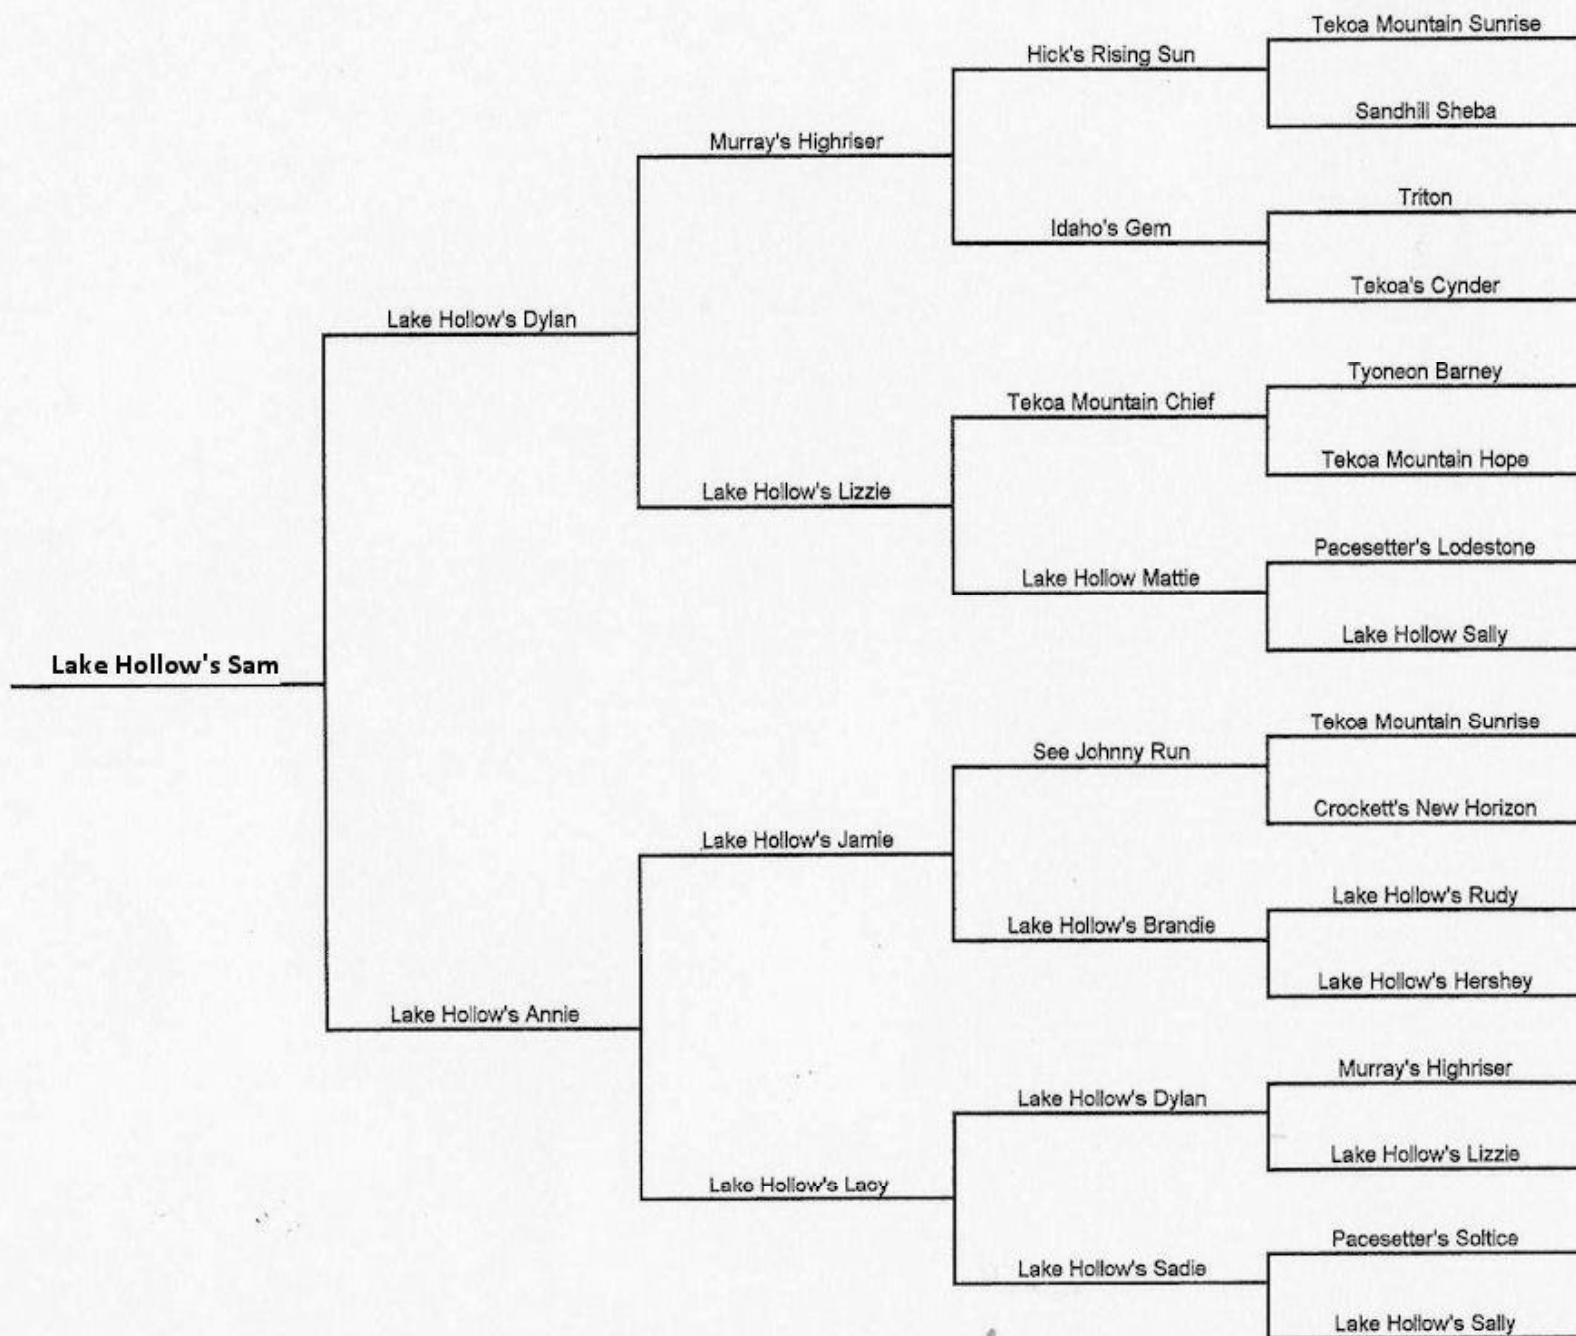 Tekoa Mountain Sunrise
Hick's Rising Sun
Sandhill Sheba
Murray's Highriser
Triton
Idaho's Gem
Tekoa's Cynder
Lake Hollow's Dylan
Tyoneon Barney
Tekoa Mountain Chief
Tekoa Mountain Hope
Lake Hollow's Lizzie
Pacesetter's Lodestone
Lake Hollow Mattie
Lake Hollow Sally
Lake Hollow's Sam
Tekoa Mountain Sunrise
See Johnny Run
Crockett's New Horizon
Lake Hollow's Jamie
Lake Hollow's Rudy
Lake Hollow's Brandie
Lake Hollow's Hershey
Lake Hollow's Annie
Murray's Highriser
Lake Hollow's Dylan
Lake Hollow's Lizzie
Lake Hollow's Lacy
Pacesetter's Soltice
Lake Hollow's Sadie
Lake Hollow's Sally